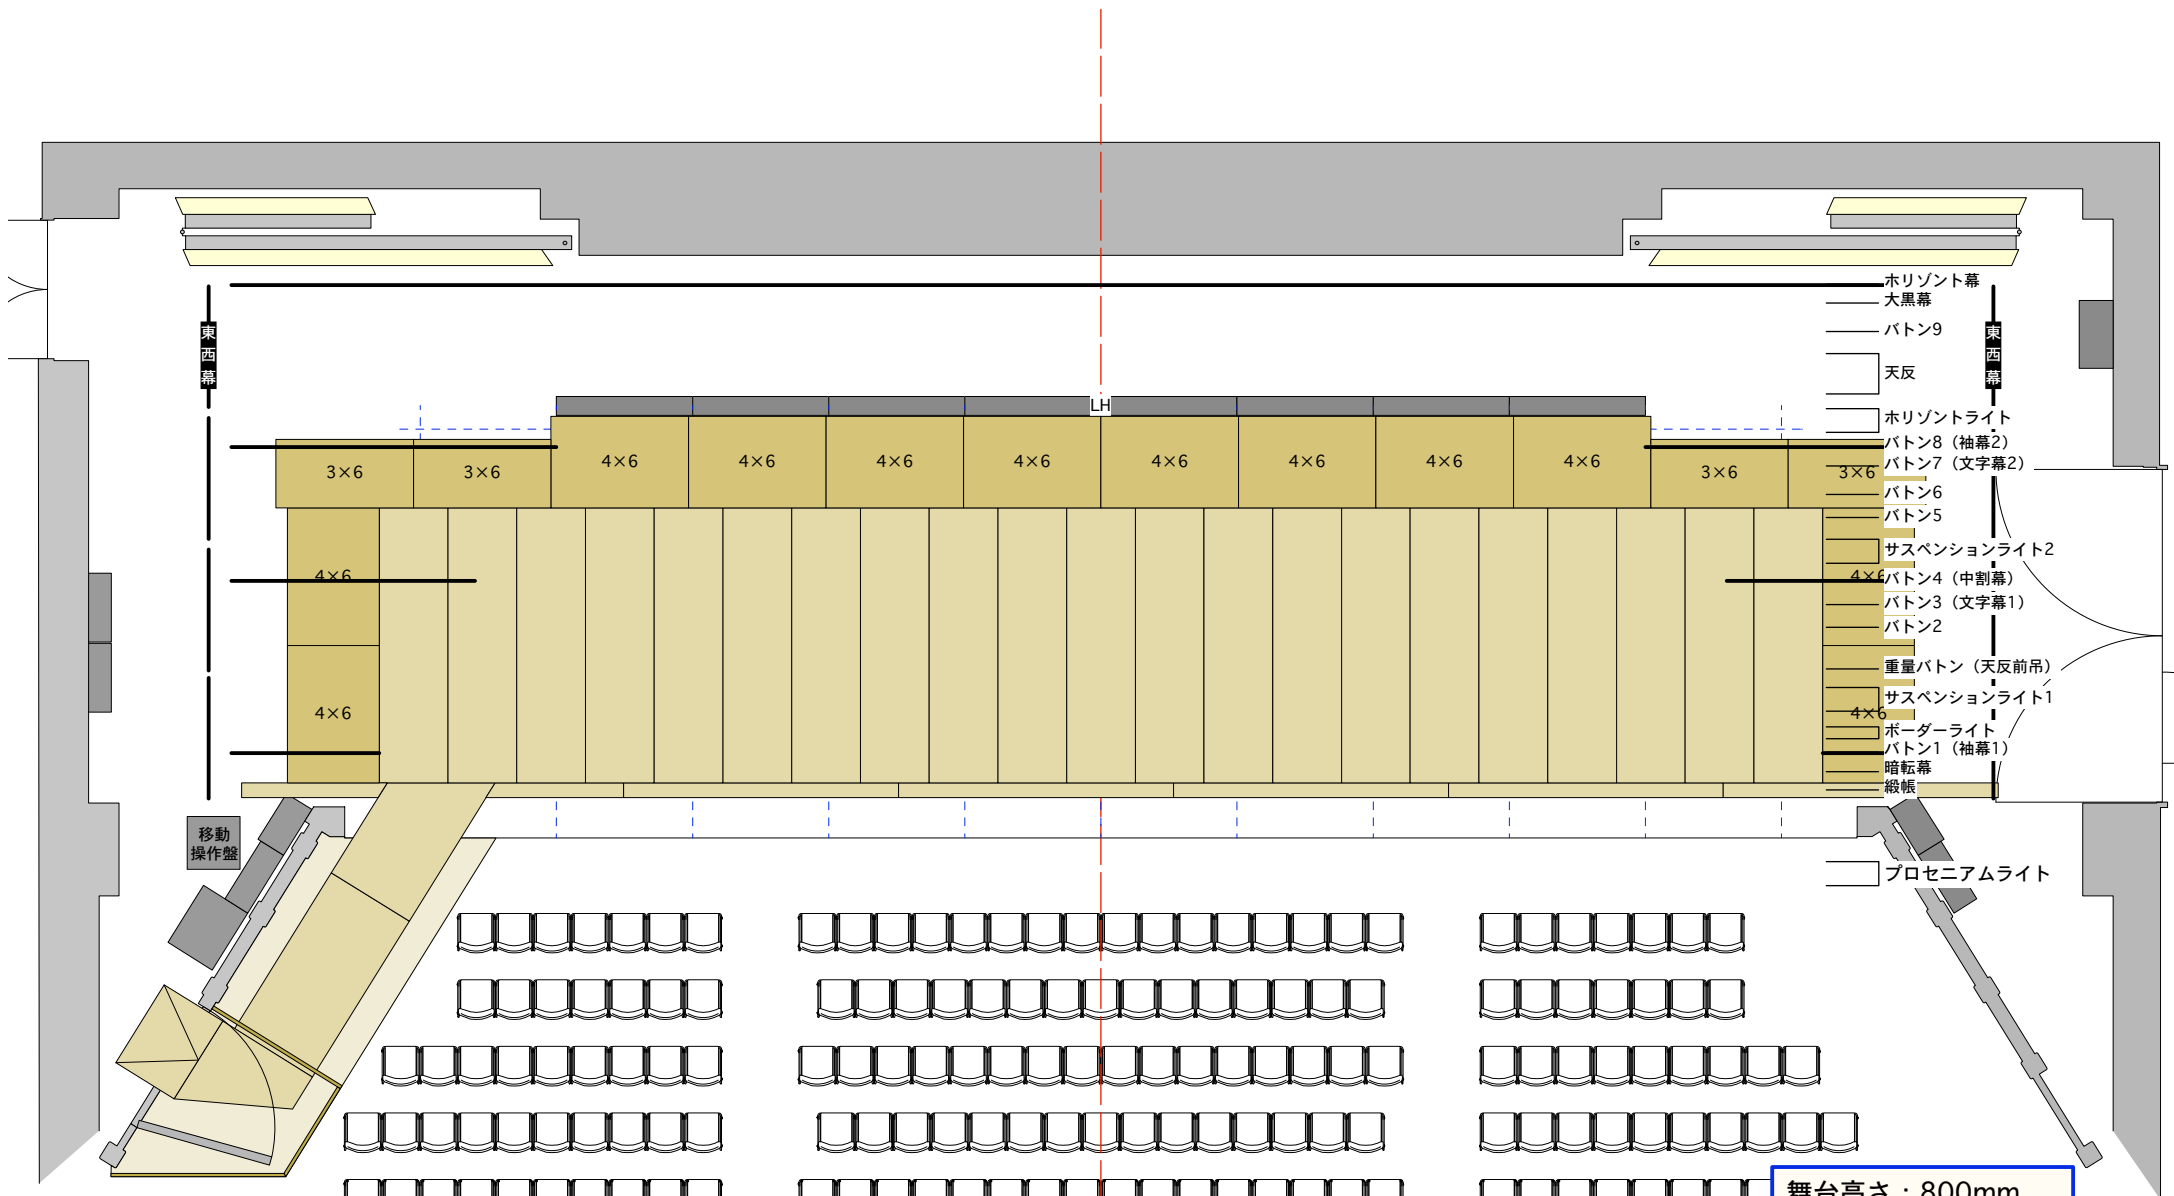 ホリゾント幕
大黒幕
バトン9
東西幕
東西幕
天反
LH
ホリゾントライト
バトン8（袖幕2）
バトン7（文字幕2）
3×6
3×6
4×6
4×6
4×6
4×6
4×6
4×6
4×6
4×6
3×6
3×6
バトン6
バトン5
サスペンションライト2
4×6
4×6
バトン4（中割幕）
バトン3（文字幕1）
バトン2
重量バトン（天反前吊）
サスペンションライト1
4×6
4×6
ボーダーライト
バトン1（袖幕1）
暗転幕
緞帳
移動
操作盤
プロセニアムライト
舞台高さ：800mm